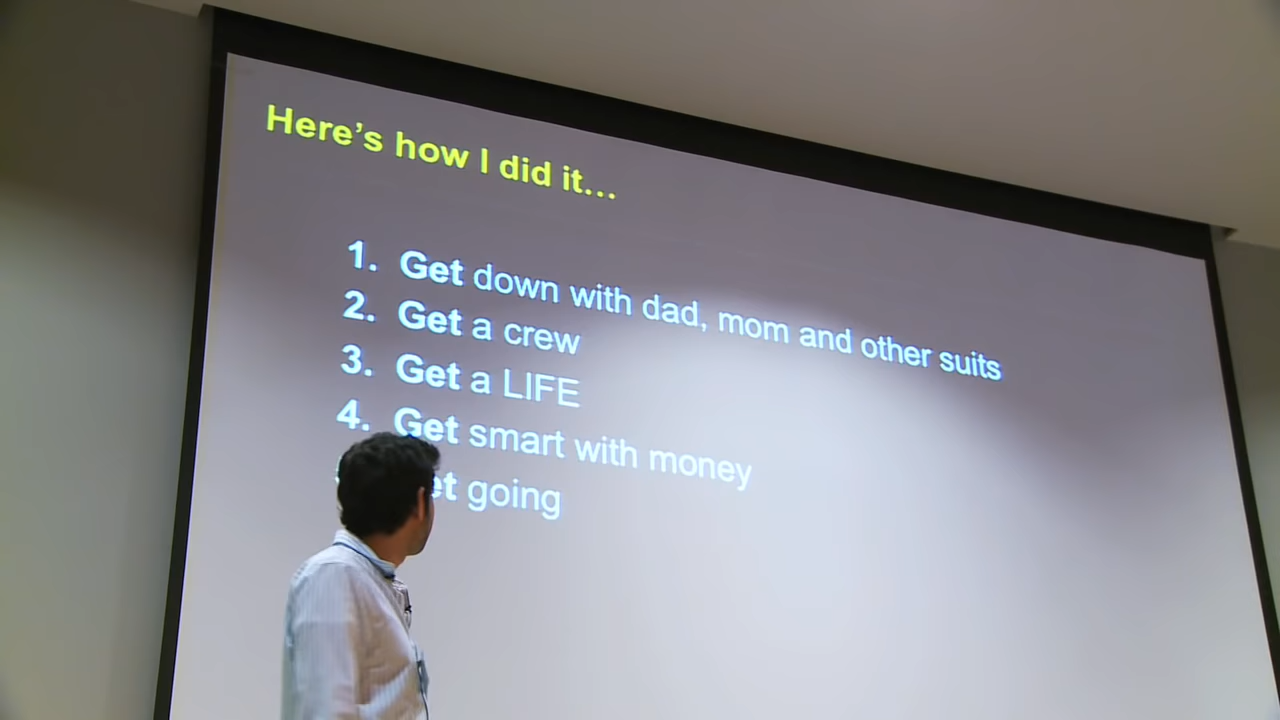 Here's how I did it...
1. Get down with dad, mom and other suits
2. Get a crew
3. Get a LIFE
4. Get smart with money
going